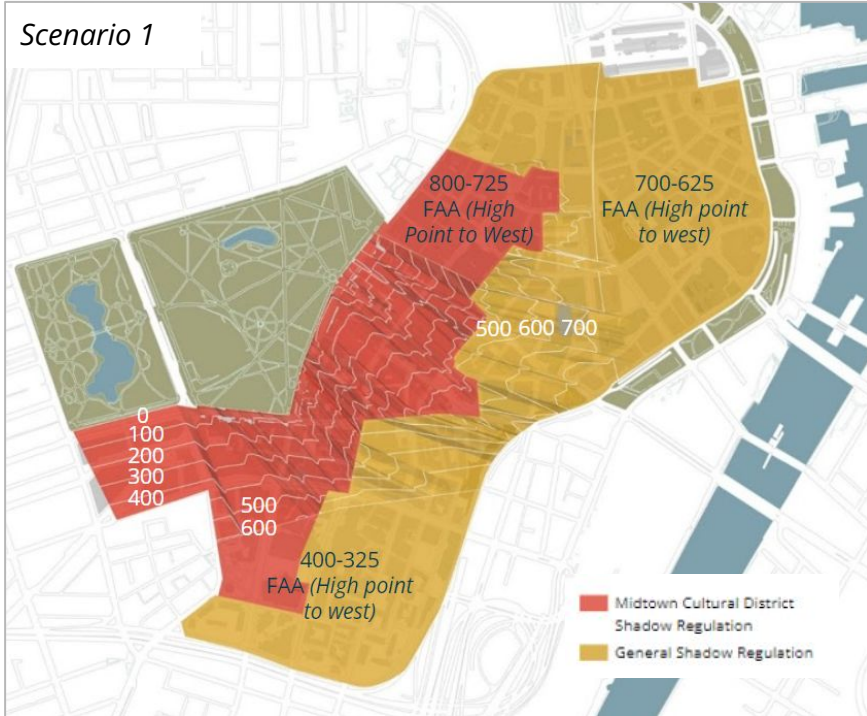 Scenario 1
800-725
FAA (High
Point to West)
700-625
FAA (High point
to west)
500 600 700
0
100
200
300
400
500
600
400-325
FAA (High point
to west)
Midtown Cultural District
Shadow Regulation
General Shadow Regulation